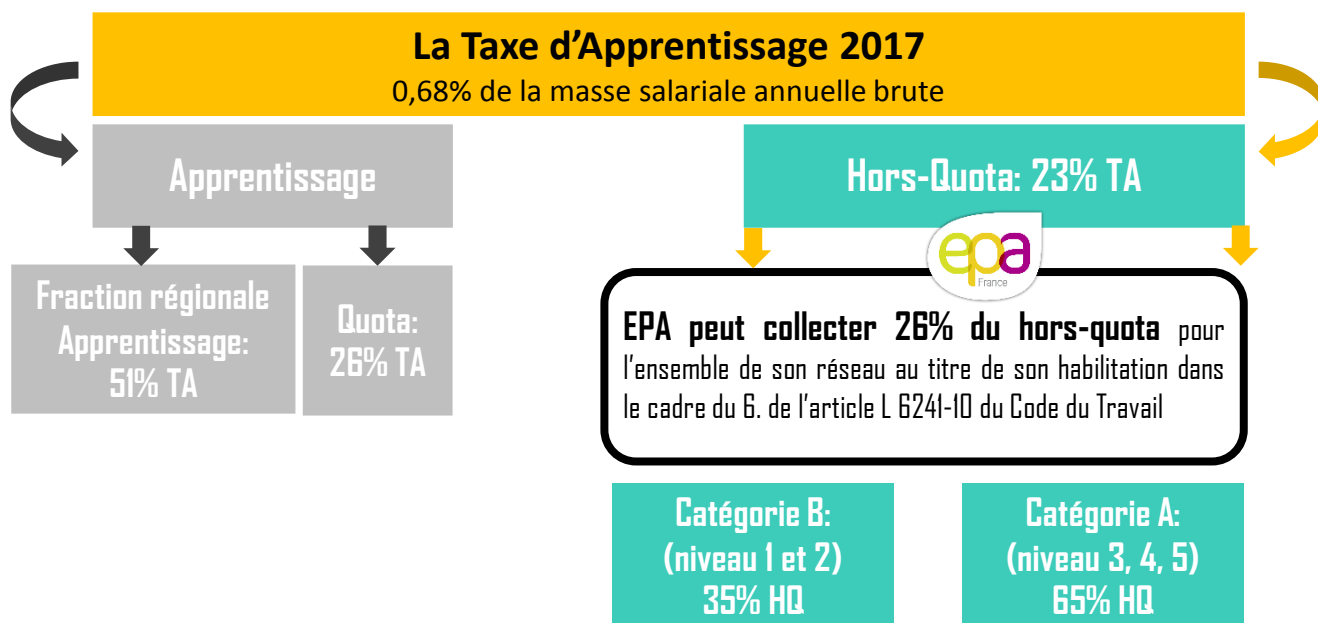 La Taxe d’Apprentissage 2017
0,68% de la masse salariale annuelle brute
Apprentissage
Fraction régionale
Apprentissage:
51% TA
Quota:
26% TA
Hors-Quota: 23% TA
epa
France
EPA peut collecter 26% du hors-quota pour
l’ensemble de son réseau au titre de son habilitation dans
le cadre du 6. de l’article L 6241-10 du Code du Travail
Catégorie B:
(niveau 1 et 2)
35% HQ
Catégorie A:
(niveau 3, 4, 5)
65% HQ